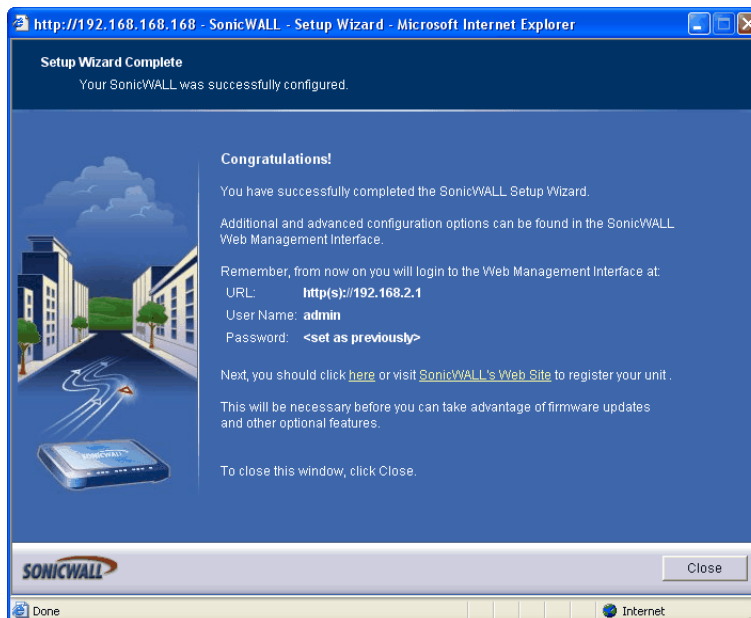 http://192.168.168.168 - SonicWALL - Setup Wizard - Microsoft Internet Explorer
Setup Wizard Complete
Your SonicWALL was successfully configured.
Congratulations!
You have successfully completed the SonicWALL Setup Wizard.
Additional and advanced configuration options can be found in the SonicWALL
Web Management Interface.
Remember, from now on you will login to the Web Management Interface at:
URL: http(s)://192.168.2.1
User Name: admin
Password: <set as previously>
Next, you should click here or visit SonicWALL's Web Site to register your unit .
This will be necessary before you can take advantage of firmware updates
and other optional features.
To close this window, click Close.
SONICWALL
SONICWALL
Close
Done
Internet